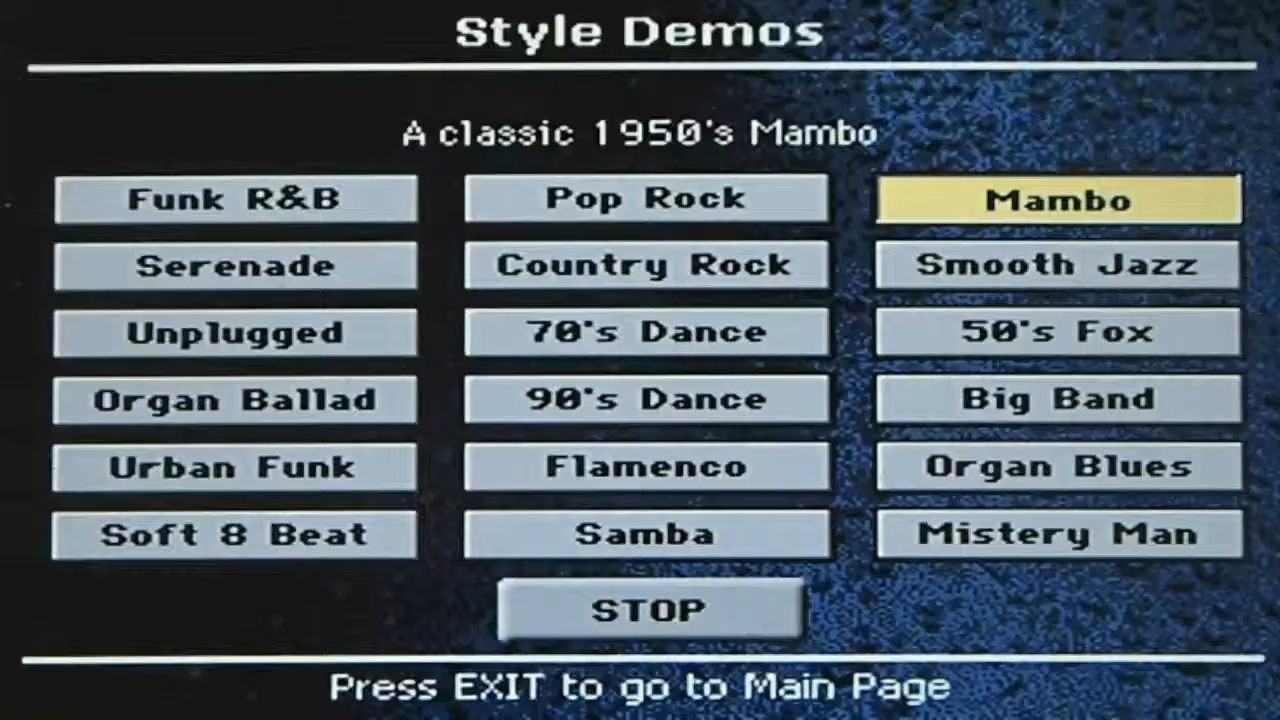 Style Demos
A classic 1950's Mambo
Funk R&B Pop Rock Mambo
Serenade Country Rock Smooth Jazz
Unplugged 70's Dance 50's Fox
Organ Ballad 90's Dance Big Band
Urban Funk Flamenco Organ Blues
Soft 8 Beat Samba Mistery Man
STOP
Press EXIT to go to Main Page